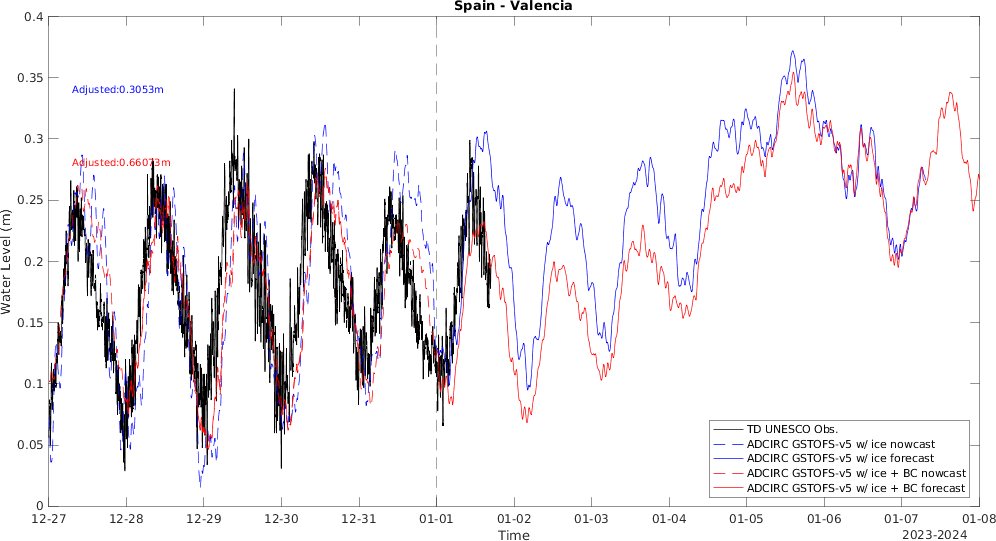 Spain - Valencia
Water Level (m)
0.4
0.35
0.3
0.25
0.2
0.15
0.1
0.05
0
Adjusted:0.3053m
Adjusted:0.66073m
TD UNESCO Obs.
ADCIRC GSTOFS-v5 w/ ice nowcast
ADCIRC GSTOFS-v5 w/ ice forecast
ADCIRC GSTOFS-v5 w/ ice + BC nowcast
ADCIRC GSTOFS-v5 w/ ice + BC forecast
12-27 12-28 12-29 12-30 12-31 01-01 01-02 01-03 01-04 01-05 01-06 01-07 01-08
Time
2023-2024